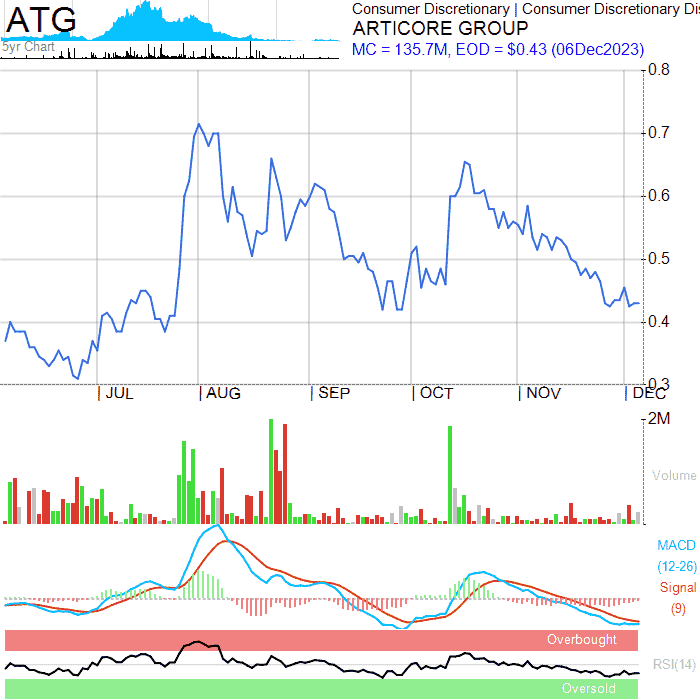 ATG
5yr Chart
Consumer Discretionary | Consumer Discretionary Dis
ARTICORE GROUP
MC = 135.7M, EOD = $0.43 (06Dec2023)
0.8
0.7
0.6
0.5
0.4
0.3
JUL
AUG
SEP
OCT
NOV
DEC
2M
Volume
MACD
(12-26)
Signal
(9)
Overbought
RSI(14)
Oversold